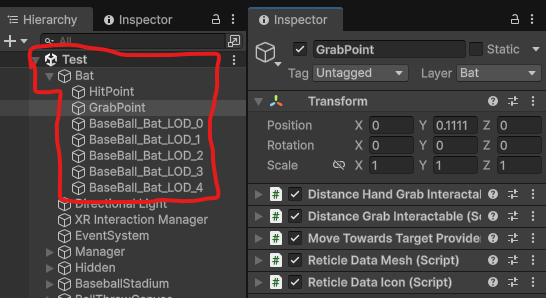 Hierarchy
Inspector
All
Test
Bat
HitPoint
GrabPoint
BaseBall_Bat_LOD_0
BaseBall_Bat_LOD_1
BaseBall_Bat_LOD_2
BaseBall_Bat_LOD_3
BaseBall_Bat_LOD_4
Directional Light
XR Interaction Manager
EventSystem
Manager
Hidden
BaseballStadium
Inspector
GrabPoint
Static
Tag Untagged Layer Bat
Transform
Position X 0 Y 0.1111 Z 0
Rotation X 0 Y 0 Z 0
Scale X 1 Y 1 Z 1
Distance Hand Grab Interacta
Distance Grab Interactable (Sc
Move Towards Target Provider
Reticle Data Mesh (Script)
Reticle Data Icon (Script)